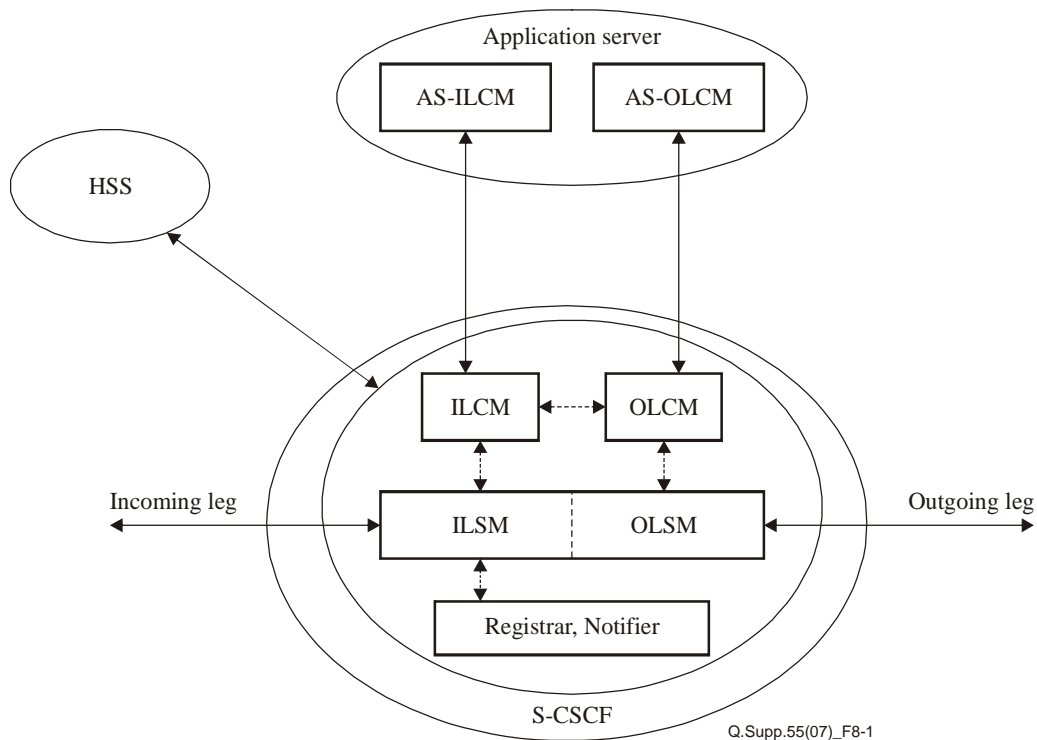 Application server
AS-ILCM
AS-OLCM
HSS
ILCM
OLCM
Incoming leg
Outgoing leg
ILSM
OLSM
Registrar, Notifier
S-CSCF
Q.Supp.55(07)_F8-1